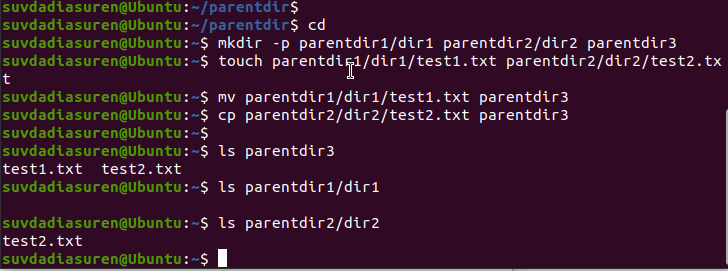 suvdadiasuren@Ubuntu:~/parentdir$
suvdadiasuren@Ubuntu:~/parentdir$ cd
suvdadiasuren@Ubuntu:~$ mkdir -p parentdir1/dir1 parentdir2/dir2 parentdir3
suvdadiasuren@Ubuntu:~$ touch parentdir1/dir1/test1.txt parentdir2/dir2/test2.tx
t
suvdadiasuren@Ubuntu:~$ mv parentdir1/dir1/test1.txt parentdir3
suvdadiasuren@Ubuntu:~$ cp parentdir2/dir2/test2.txt parentdir3
suvdadiasuren@Ubuntu:~$
suvdadiasuren@Ubuntu:~$ ls parentdir3
test1.txt  test2.txt
suvdadiasuren@Ubuntu:~$ ls parentdir1/dir1
suvdadiasuren@Ubuntu:~$ ls parentdir2/dir2
test2.txt
suvdadiasuren@Ubuntu:~$